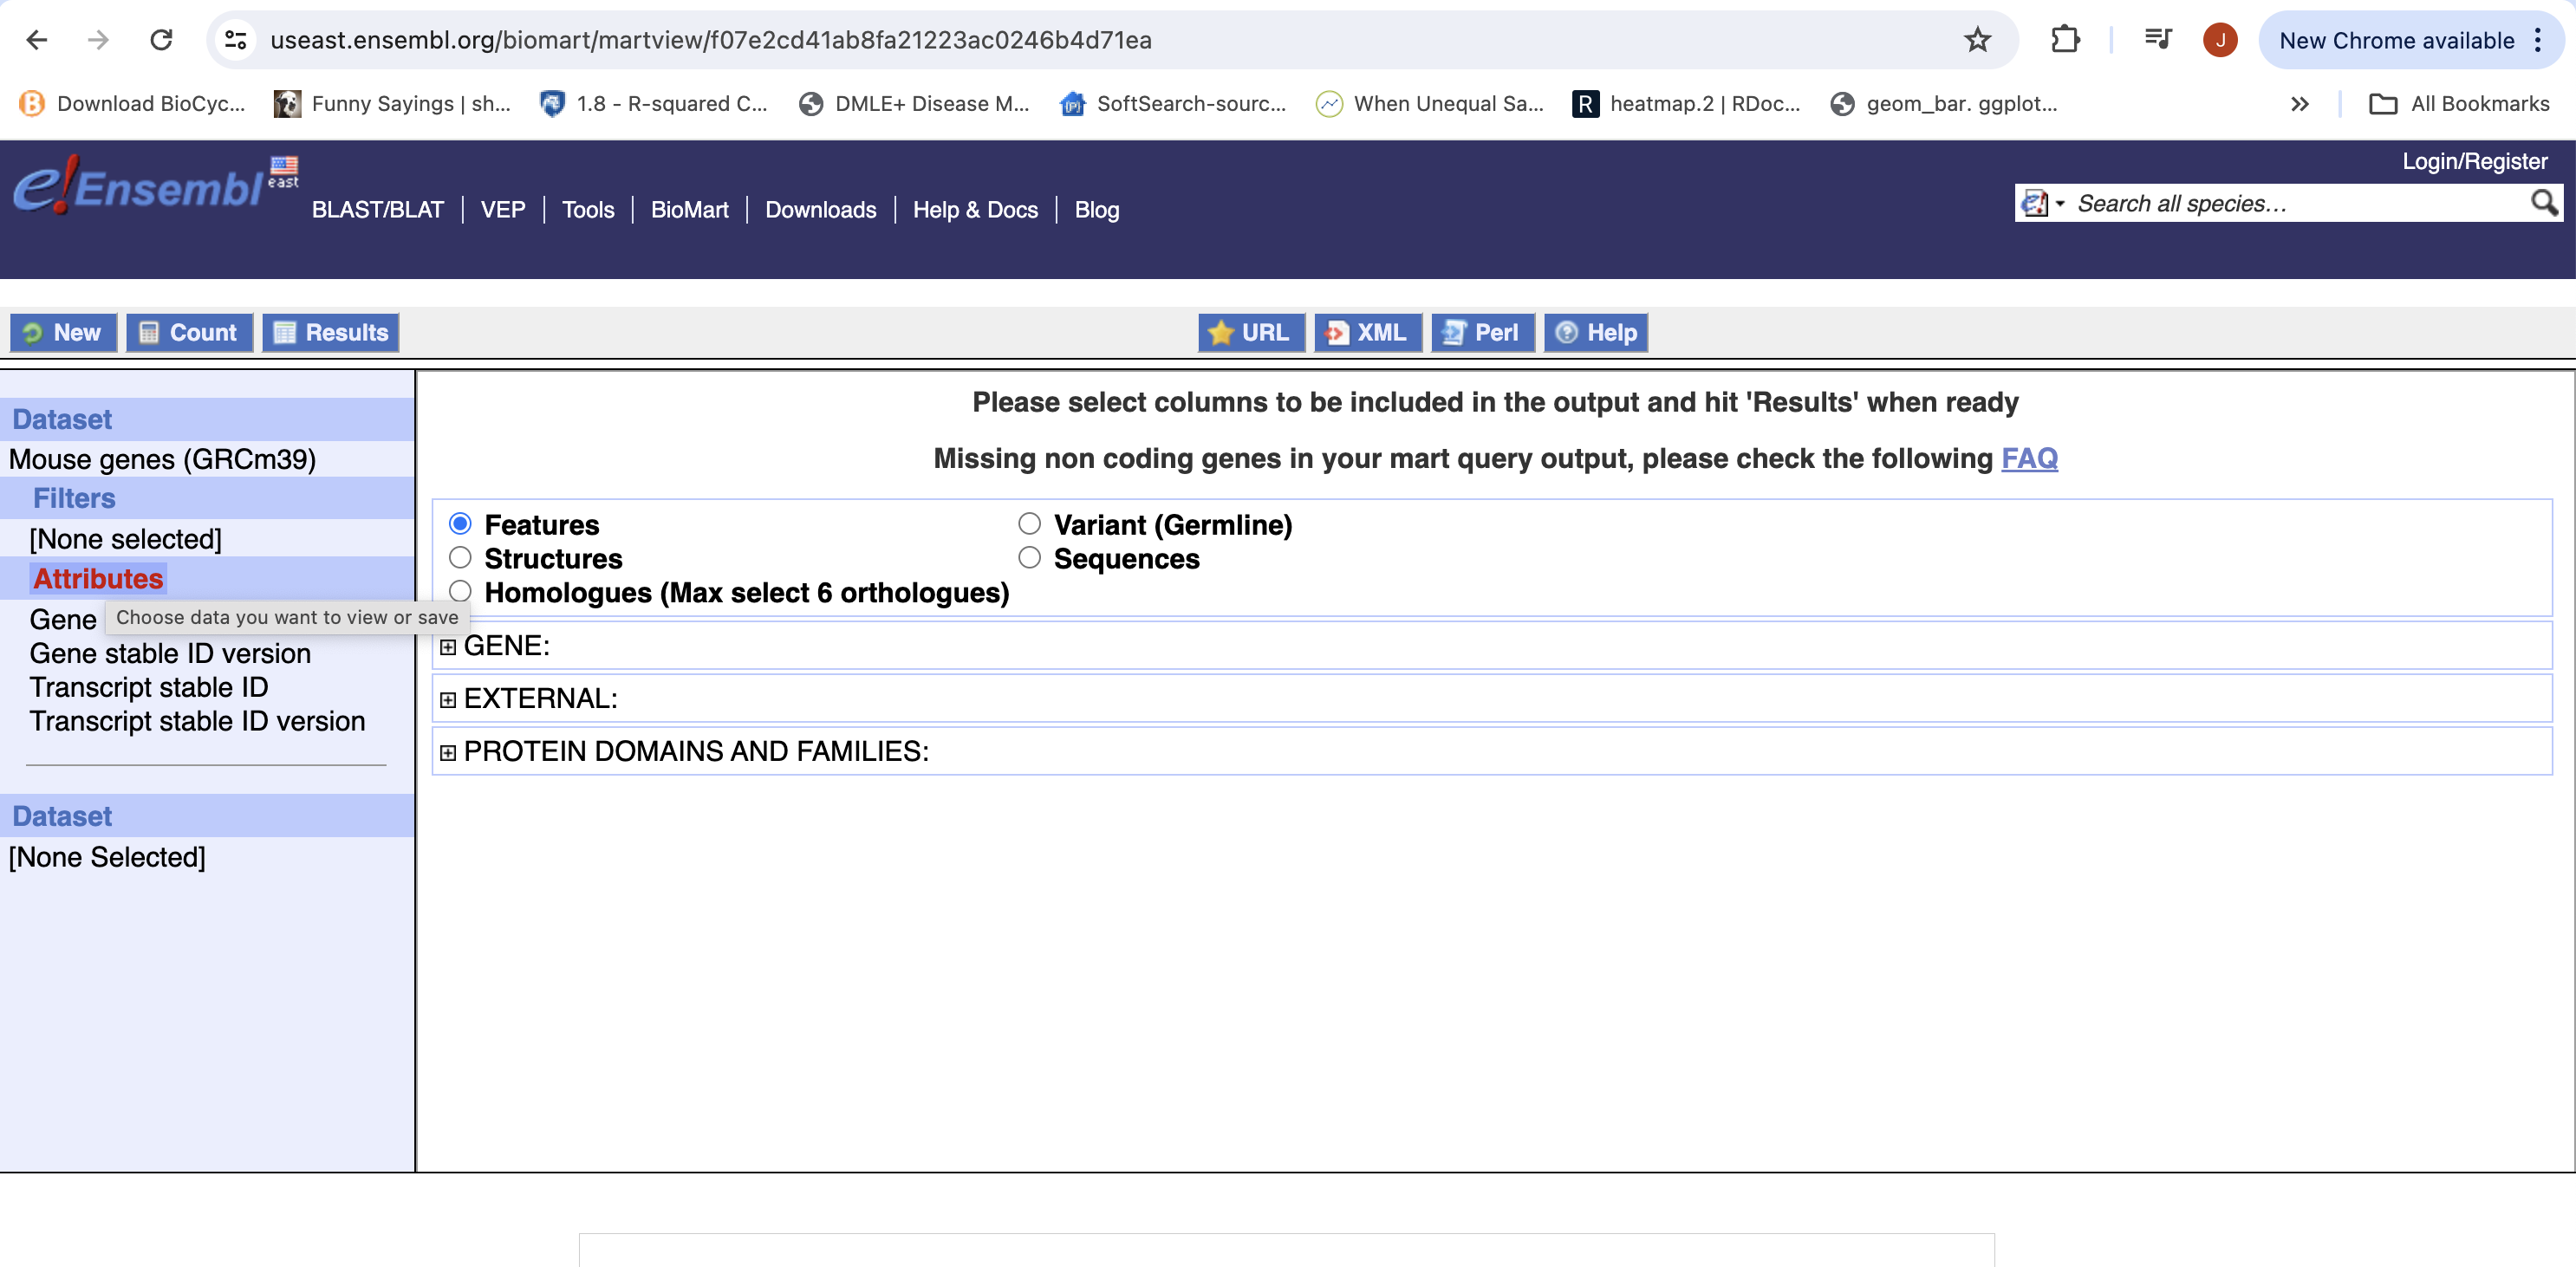 useast.ensembl.org/biomart/martview/f07e2cd41ab8fa21223ac0246b4d71ea
J
New Chrome available
Download BioCyc...
Funny Sayings | sh...
1.8 - R-squared C...
DMLE+ Disease M...
SoftSearch-sourc...
When Unequal Sa...
R
heatmap.2 | RDoc...
geom_bar. ggplot...
»
All Bookmarks
e!Ensembl
east
Login/Register
BLAST/BLAT | VEP | Tools | BioMart | Downloads | Help & Docs | Blog
Search all species...
New
Count
Results
URL
XML
Perl
Help
Dataset
Mouse genes (GRCm39)
Filters
[None selected]
Attributes
Gene
Choose data you want to view or save
Gene stable ID version
Transcript stable ID
Transcript stable ID version
Dataset
[None Selected]
Please select columns to be included in the output and hit 'Results' when ready
Missing non coding genes in your mart query output, please check the following FAQ
Features
Variant (Germline)
Structures
Sequences
Homologues (Max select 6 orthologues)
GENE:
EXTERNAL:
PROTEIN DOMAINS AND FAMILIES: